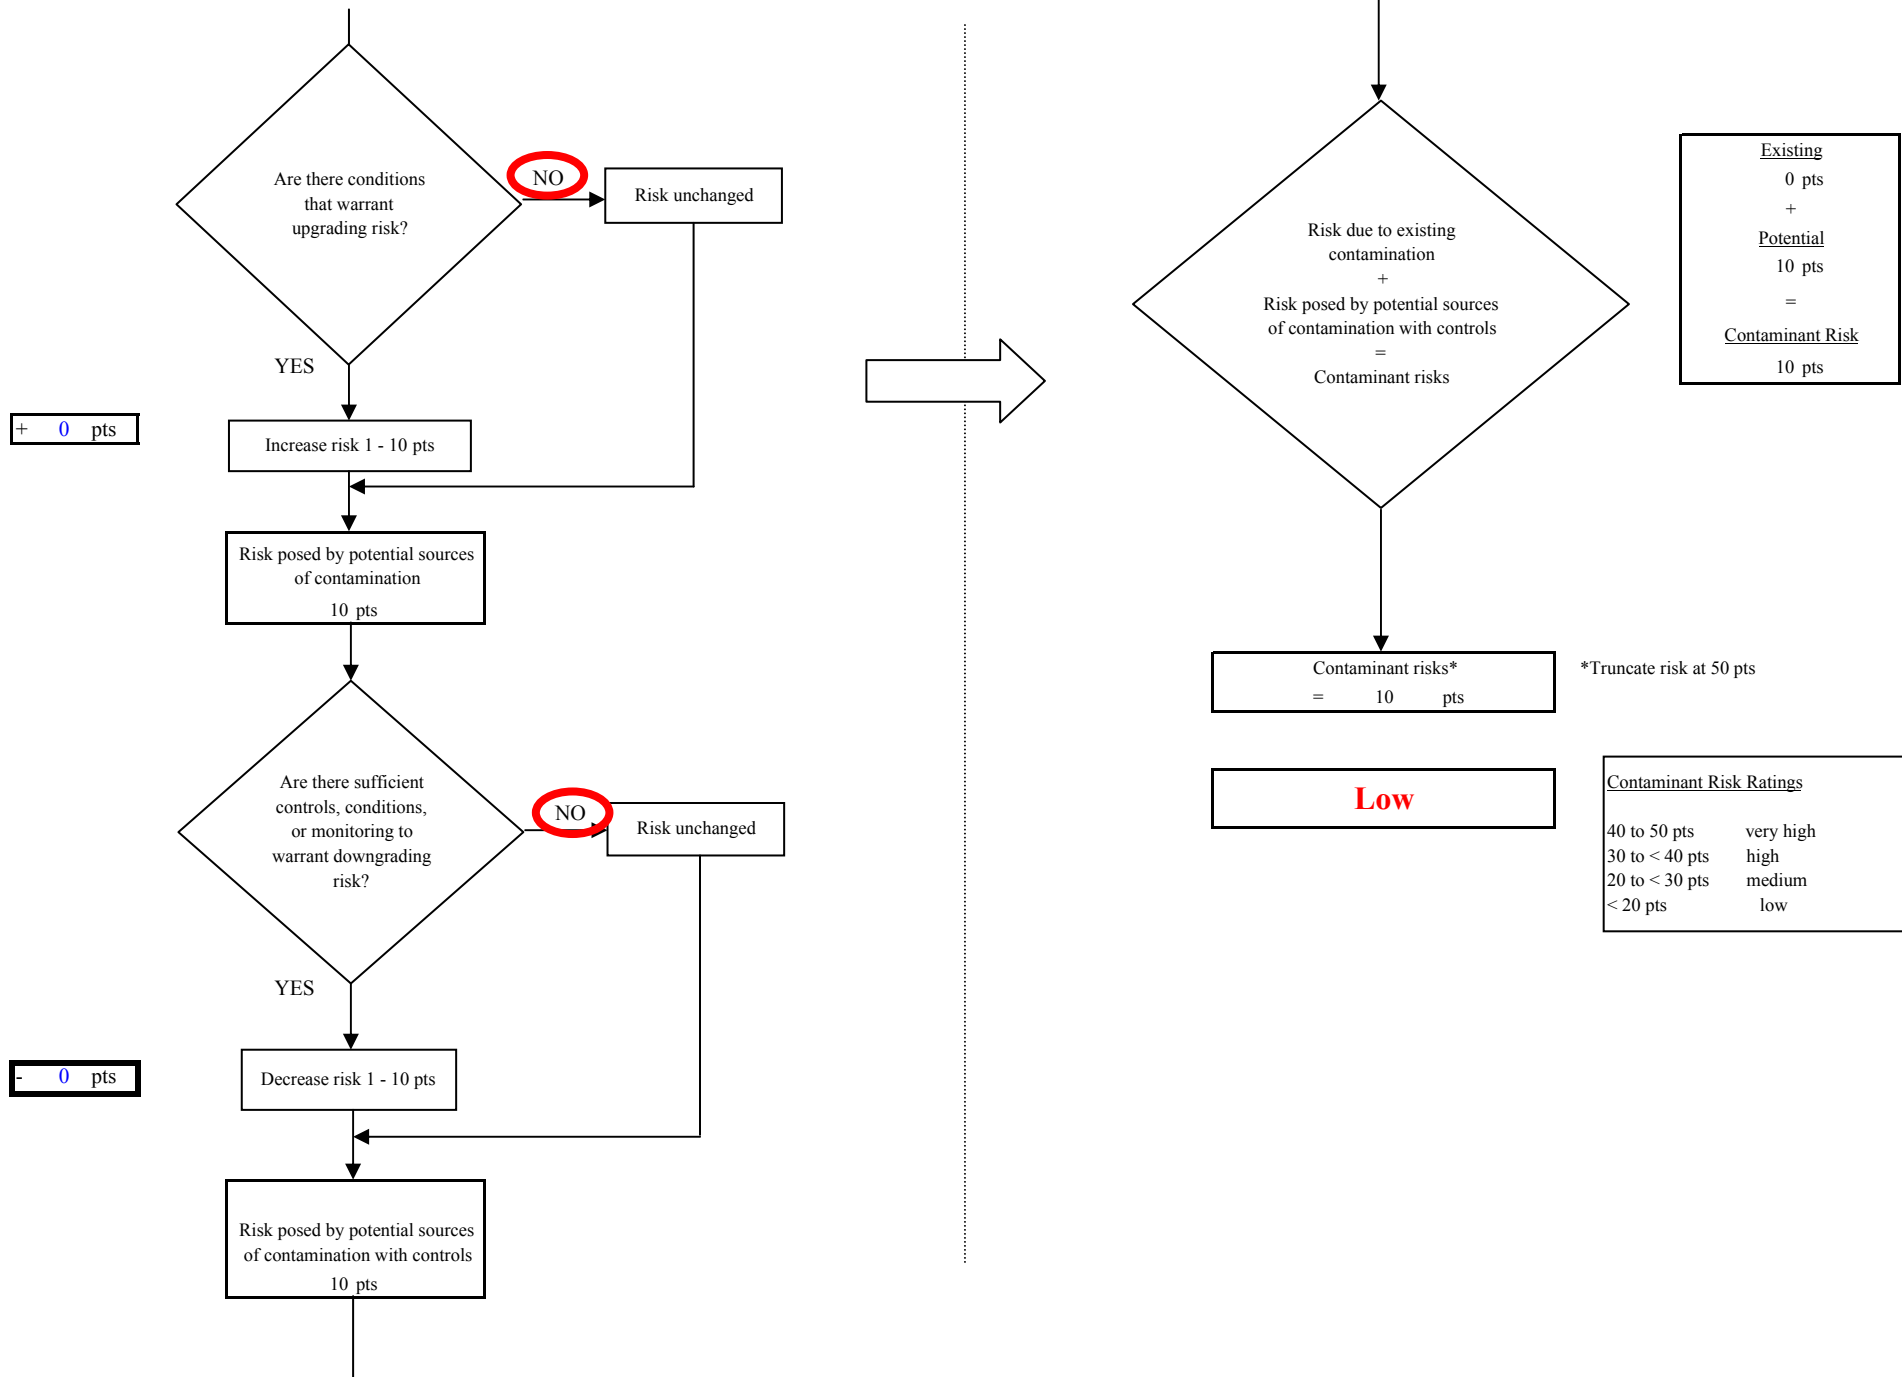 Are there conditions
that warrant
upgrading risk?
NO
Risk unchanged
YES
+ 0 pts
Increase risk 1 - 10 pts
Risk posed by potential sources
of contamination
10 pts
Are there sufficient
controls, conditions,
or monitoring to
warrant downgrading
risk?
NO
Risk unchanged
YES
- 0 pts
Decrease risk 1 - 10 pts
Risk posed by potential sources
of contamination with controls
10 pts
Risk due to existing
contamination
+
Risk posed by potential sources
of contamination with controls
=
Contaminant risks
Existing
0 pts
+
Potential
10 pts
=
Contaminant Risk
10 pts
Contaminant risks*
= 10 pts
*Truncate risk at 50 pts
Low
Contaminant Risk Ratings
40 to 50 pts very high
30 to < 40 pts high
20 to < 30 pts medium
< 20 pts low